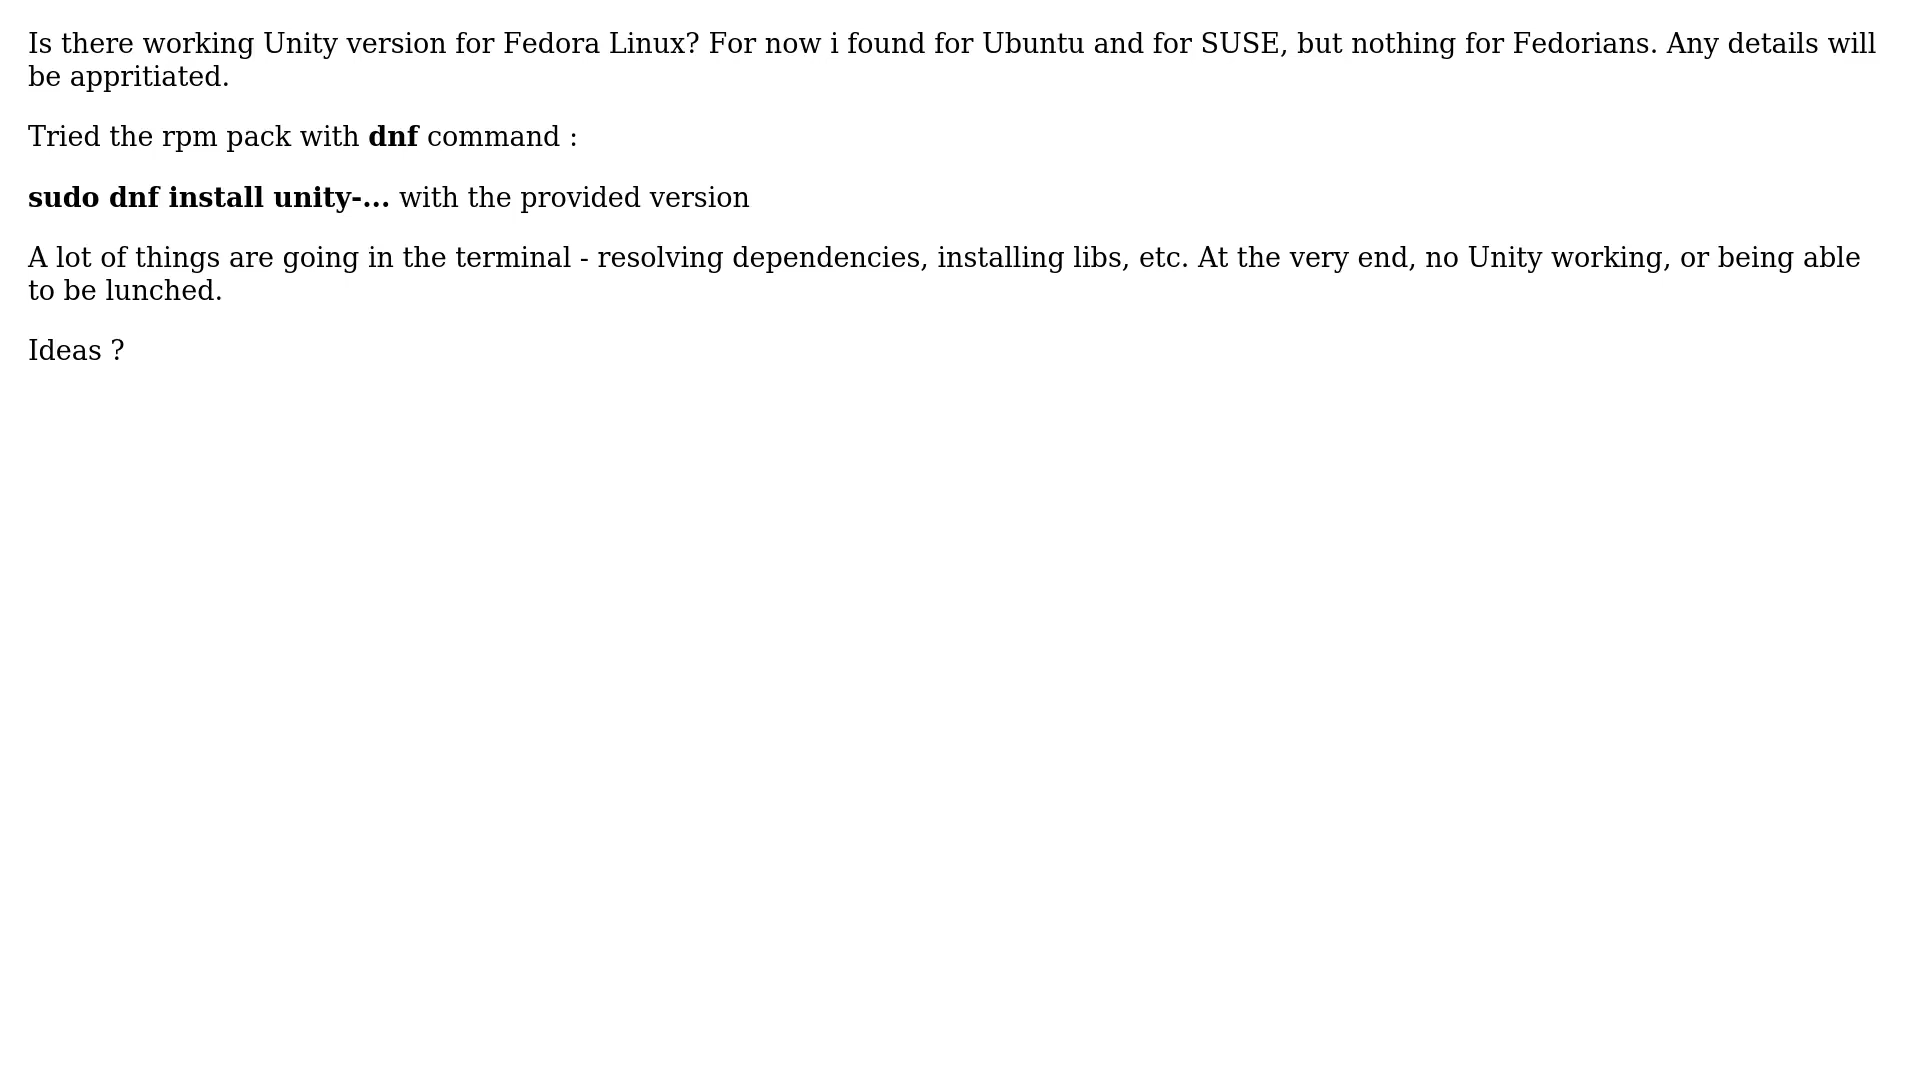 Is there working Unity version for Fedora Linux? For now i found for Ubuntu and for SUSE, but nothing for Fedorians. Any details will
be appritiated.
Tried the rpm pack with dnf command :
sudo dnf install unity-... with the provided version
A lot of things are going in the terminal - resolving dependencies, installing libs, etc. At the very end, no Unity working, or being able
to be lunched.
Ideas ?